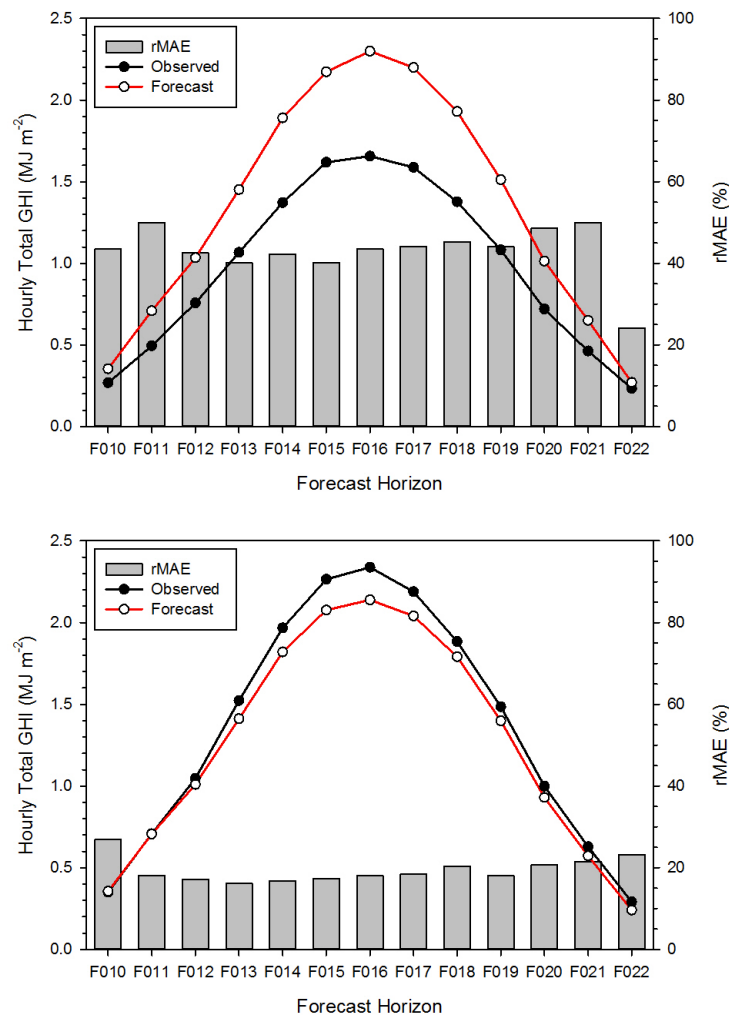 2.5
2.0
1.5
1.0
0.5
0.0
Hourly Total GHI (MJ m-2)
rMAE
Observed
Forecast
100
80
60
40
20
0
rMAE (%)
F010 F011 F012 F013 F014 F015 F016 F017 F018 F019 F020 F021 F022
Forecast Horizon
2.5
2.0
1.5
1.0
0.5
0.0
Hourly Total GHI (MJ m-2)
rMAE
Observed
Forecast
100
80
60
40
20
0
rMAE (%)
F010 F011 F012 F013 F014 F015 F016 F017 F018 F019 F020 F021 F022
Forecast Horizon